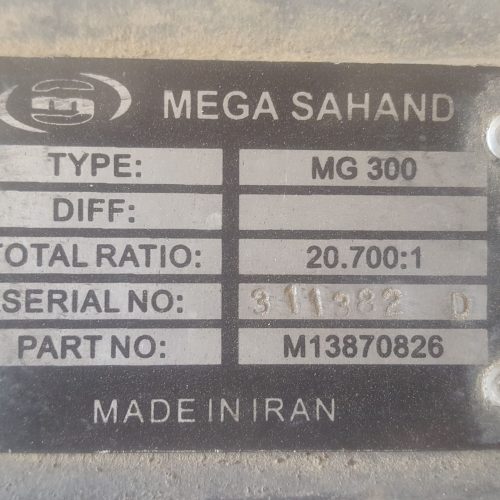 MEGA SAHAND
TYPE: MG 300
DIFF:
TOTAL RATIO: 20.700:1
SERIAL NO: 311382 D
PART NO: M13870826
MADE IN IRAN